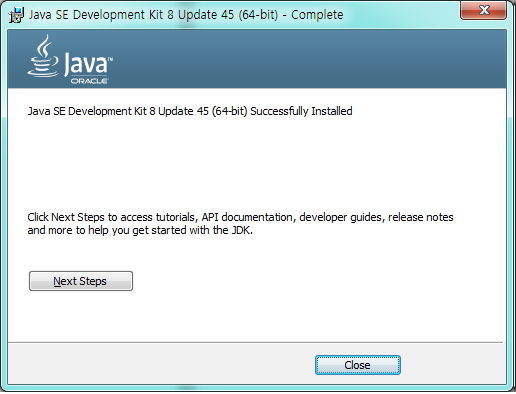 Java SE Development Kit 8 Update 45 (64-bit) - Complete
Java™
ORACLE®
Java SE Development Kit 8 Update 45 (64-bit) Successfully Installed
Click Next Steps to access tutorials, API documentation, developer guides, release notes
and more to help you get started with the JDK.
Next Steps
Close